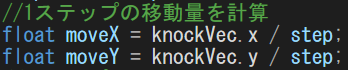 //1ステップの移動量を計算
float moveX = knockVec.x / step;
float moveY = knockVec.y / step;